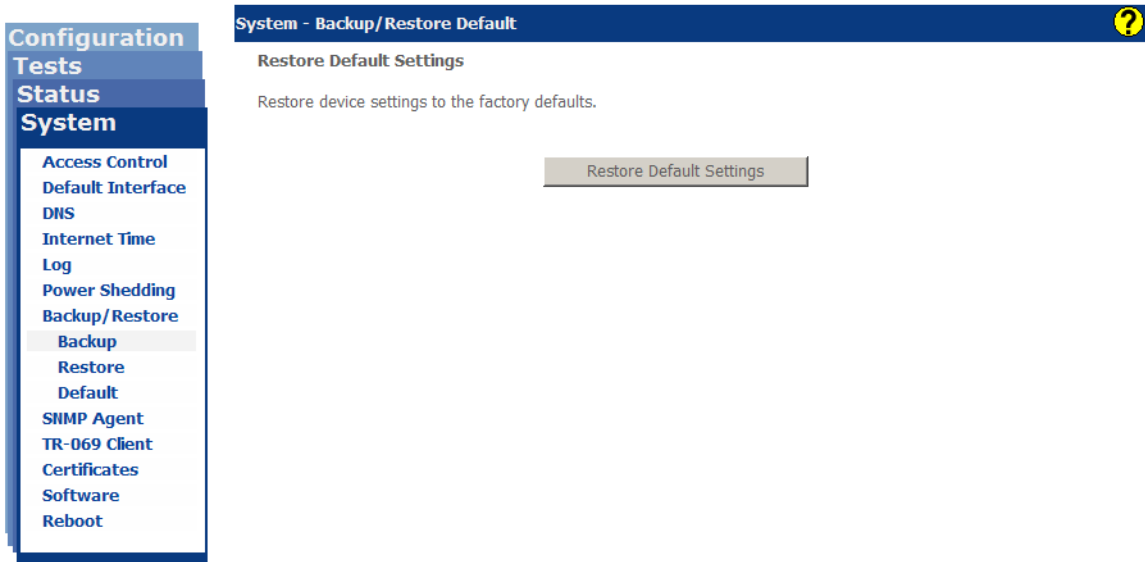 Configuration
Tests
Status
System
Access Control
Default Interface
DNS
Internet Time
Log
Power Shedding
Backup/Restore
Backup
Restore
Default
SNMP Agent
TR-069 Client
Certificates
Software
Reboot
System - Backup/Restore Default
?
Restore Default Settings
Restore device settings to the factory defaults.
Restore Default Settings